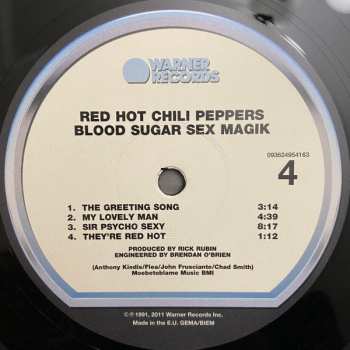 WARNER
RECORDS
RED HOT CHILI PEPPERS
BLOOD SUGAR SEX MAGIK
093624954163
4
1. THE GREETING SONG 3:14
2. MY LOVELY MAN 4:39
3. SIR PSYCHO SEXY 8:17
4. THEY'RE RED HOT 1:12
PRODUCED BY RICK RUBIN
ENGINEERED BY BRENDAN O'BRIEN
(Anthony Kindis/Flea/John Frusciante/Chad Smith)
Moebetoblame Music BMI
℗ © 1991, 2011 Warner Records Inc.
Made in the E.U. GEMA/BIEM